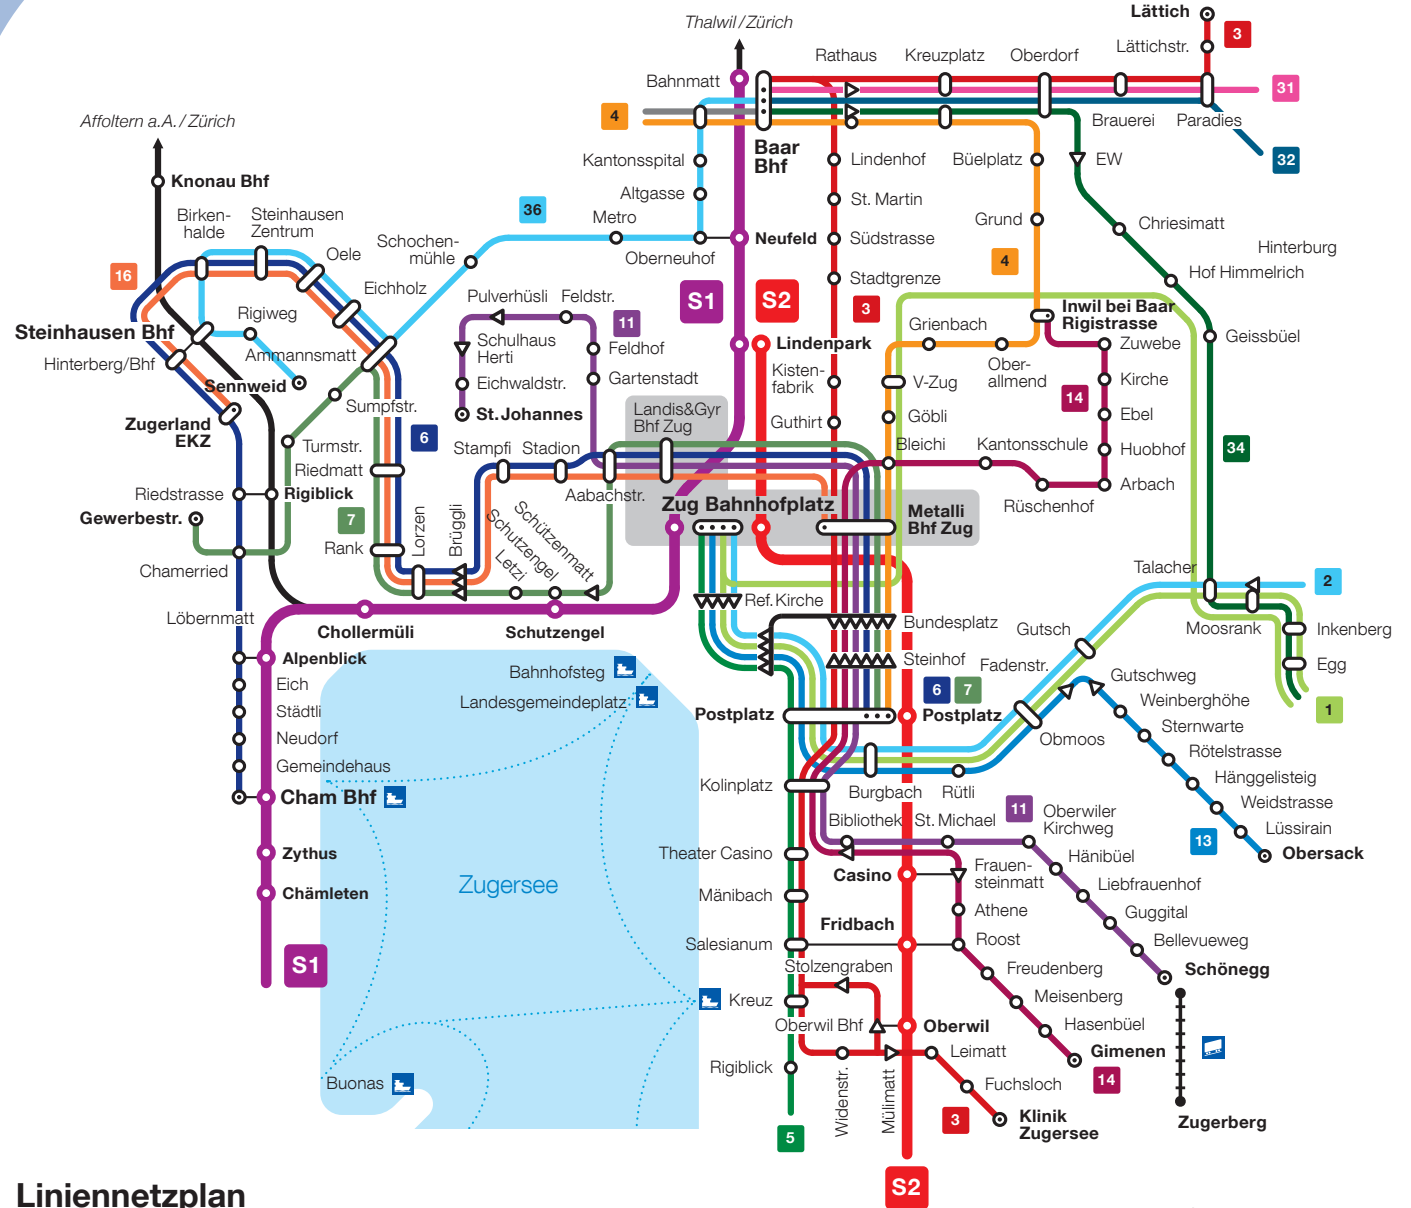 Lättich
3
Thalwil / Zürich
Lättichstr.
Rathaus
Kreuzplatz
Oberdorf
Bahnmatt
31
4
Affoltern a.A. / Zürich
Brauerei
Paradies
Baar
Bhf
Kantonsspital
Lindenhof
Büelplatz
EW
32
Knonau Bhf
Altgasse
St. Martin
Birken-
halde
Steinhausen
Zentrum
36
Metro
Grund
Chriesimatt
Schochen-
mühle
Oele
Neufeld
Südstrasse
Hinterburg
Oberneuhof
4
16
Eichholz
Stadtgrenze
Hof Himmelrich
Pulverhüsli
Feldstr.
S1
S2
3
Inwil bei Baar
Rigistrasse
Rigiweg
11
Grienbach
Steinhausen Bhf
Schulhaus
Herti
Feldhof
Lindenpark
Zuwebe
Geissbüel
Ammannsmatt
Hinterberg/Bhf
Kisten-
fabrik
Ober-
allmend
Sennweid
Eichwaldstr.
Gartenstadt
V-Zug
Kirche
14
Sumpfstr.
St.Johannes
Landis&Gyr
Bhf Zug
Guthirt
Göbli
Ebel
Zugerland
EKZ
6
Turmstr.
Stampfi
Stadion
Bleichi
Kantonsschule
Huobhof
34
Riedmatt
Riedstrasse
Rigiblick
Aabachstr.
Arbach
Rüschenhof
Gewerbestr.
7
Zug Bahnhofplatz
Metalli
Bhf Zug
Rank
Lorzen
Brüggli
Schutzengel
Schützenmatt
Letzi
Chamerried
Talacher
2
Ref. Kirche
Löbernmatt
Chollermüli
Schutzengel
Bundesplatz
Gutsch
Moosrank
Inkenberg
Alpenblick
Bahnhofsteg
Steinhof
Fadenstr.
Egg
Eich
Landesgemeindeplatz
6
7
Gutschweg
Städtli
Postplatz
Postplatz
Weinberghöhe
1
Neudorf
Obmoos
Sternwarte
Gemeindehaus
Rötelstrasse
Kolinplatz
Burgbach
Rütli
Hänggelisteig
Cham Bhf
Weidstrasse
Bibliothek
St. Michael
11
Oberwiler
Kirchweg
13
Lüssirain
Zythus
Theater Casino
Hänibüel
Obersack
Casino
Frauen-
steinmatt
Zugersee
Chämleten
Mänibach
Liebfrauenhof
Athene
Guggital
Fridbach
Salesianum
Roost
Bellevueweg
S1
Stolzengraben
Freudenberg
Schönegg
Kreuz
Meisenberg
Oberwil Bhf
Oberwil
Hasenbüel
Leimatt
Gimenen
Rigiblick
14
Buonas
Widenstr.
Mülimatt
Fuchsloch
3
Klinik
Zugersee
Zugerberg
5
S2
Liniennetzplan